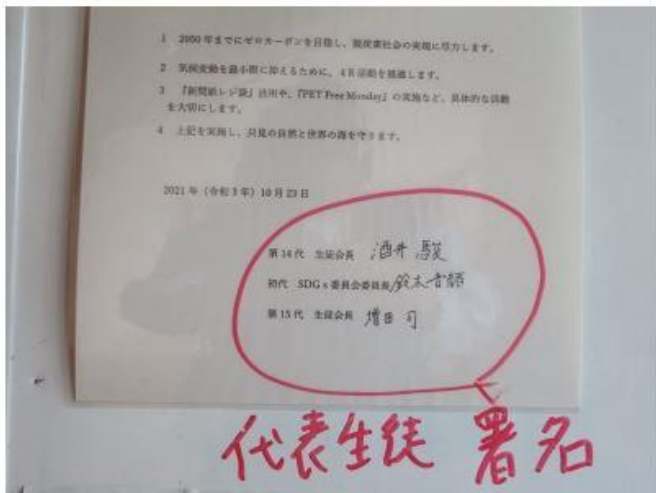 1 2050年までにゼロカーボンを目指し、脱炭素社会の実現に尽力します。
2 気候変動を最小限に抑えるために、4R活動を推進します。
3 『新聞紙レジ袋』活用や、『PET Free Monday』の実施など、具体的な活動
を大切にします。
4 上記を実施し、只見の自然と世界の海を守ります。
2021年（令和3年）10月23日
第14代 生徒会長 酒井 駿
初代 SDGs委員会委員長 鈴木
第15代 生徒会長 増田 司
代表生徒 署名